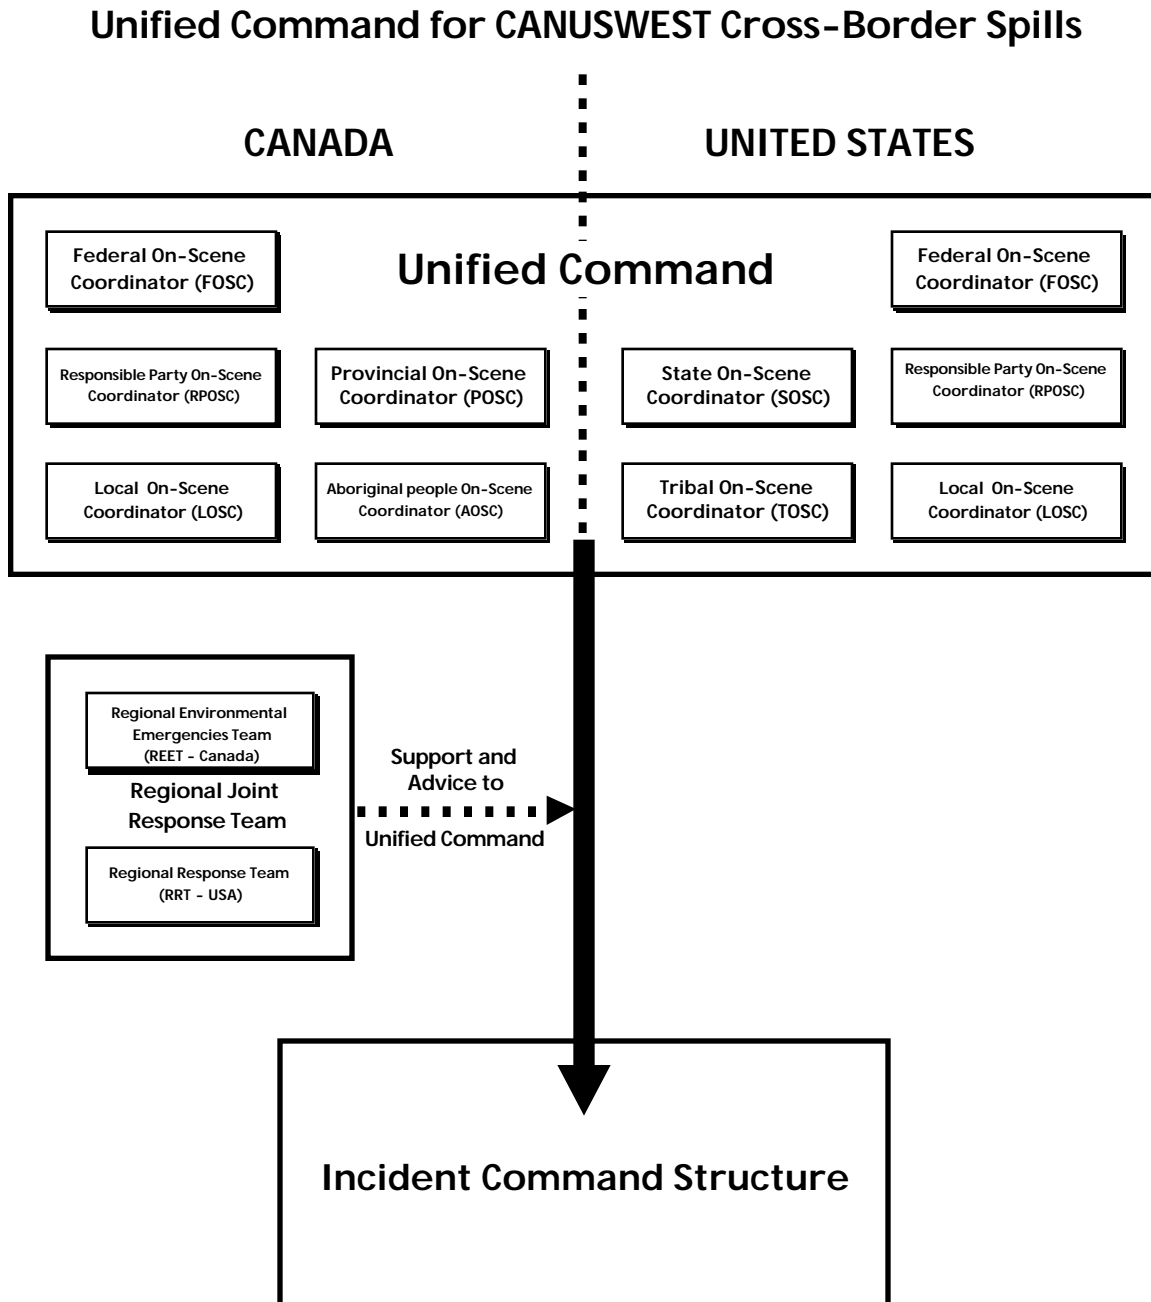 Unified Command for CANUSWEST Cross-Border Spills
CANADA
UNITED STATES
Unified Command
Federal On-Scene
Coordinator (FOSC)
Federal On-Scene
Coordinator (FOSC)
Responsible Party On-Scene
Coordinator (RPOSC)
Provincial On-Scene
Coordinator (POSC)
State On-Scene
Coordinator (SOSC)
Responsible Party On-Scene
Coordinator (RPOSC)
Local On-Scene
Coordinator (LOSC)
Aboriginal people On-Scene
Coordinator (AOSC)
Tribal On-Scene
Coordinator (TOSC)
Local On-Scene
Coordinator (LOSC)
Regional Environmental
Emergencies Team
(REET - Canada)
Regional Joint
Response Team
Regional Response Team
(RRT - USA)
Support and
Advice to
Unified Command
Incident Command Structure